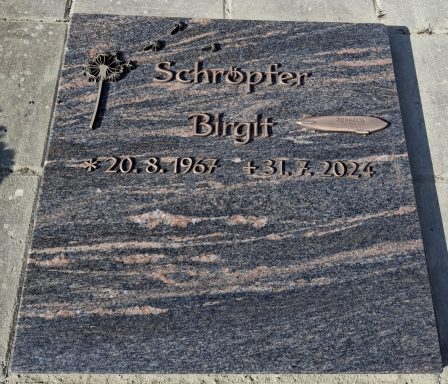 Schröpfer
Birgit
* 20. 8. 1967 + 31. 7. 2024